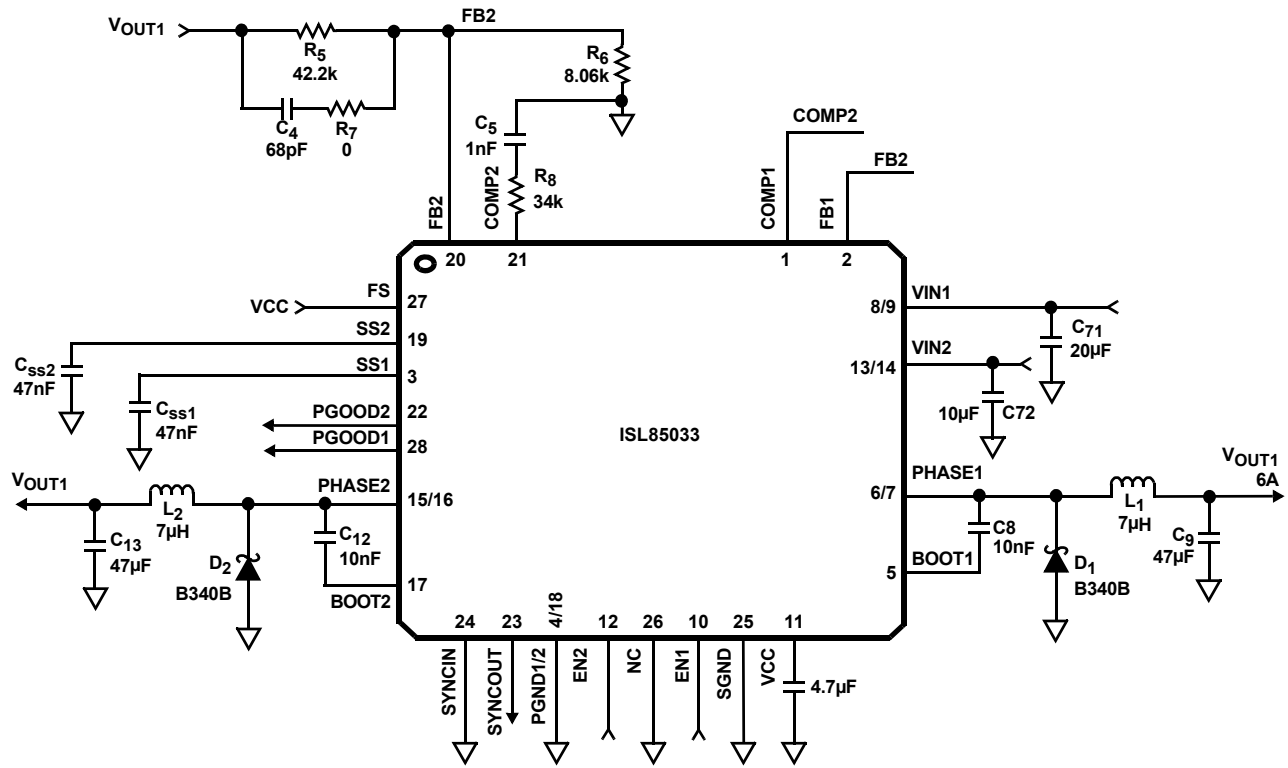 VOUT1
FB2
R5
42.2k
R6
8.06k
C4
68pF
R7
0
C5
1nF
COMP2
R8
34k
FB2
COMP2
COMP1
FB2
FB1
20
21
1
2
VCC
FS
27
SS2
19
Css2
47nF
SS1
3
Css1
47nF
PGOOD2
22
PGOOD1
28
ISL85033
8/9
VIN1
C71
20µF
13/14
VIN2
10µF
C72
VOUT1
L2
7µH
PHASE2
15/16
C13
47µF
D2
B340B
C12
10nF
17
BOOT2
6/7
PHASE1
L1
7µH
VOUT1
6A
C8
10nF
5
BOOT1
D1
B340B
C9
47µF
24
23
4/18
12
26
10
25
11
SYNCIN
SYNCOUT
PGND1/2
EN2
NC
EN1
SGND
VCC
4.7µF